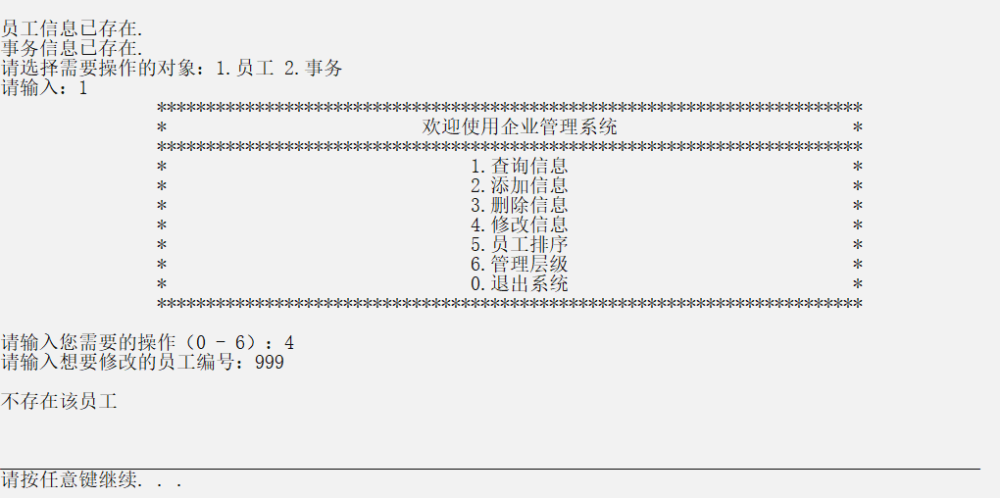 员工信息已存在.
事务信息已存在.
请选择需要操作的对象：1.员工 2.事务
请输入：1
************************************************************************
* 欢迎使用企业管理系统 *
************************************************************************
* 1.查询信息 *
* 2.添加信息 *
* 3.删除信息 *
* 4.修改信息 *
* 5.员工排序 *
* 6.管理层级 *
* 0.退出系统 *
************************************************************************
请输入您需要的操作（0 - 6）：4
请输入想要修改的员工编号：999
不存在该员工
请按任意键继续. . .